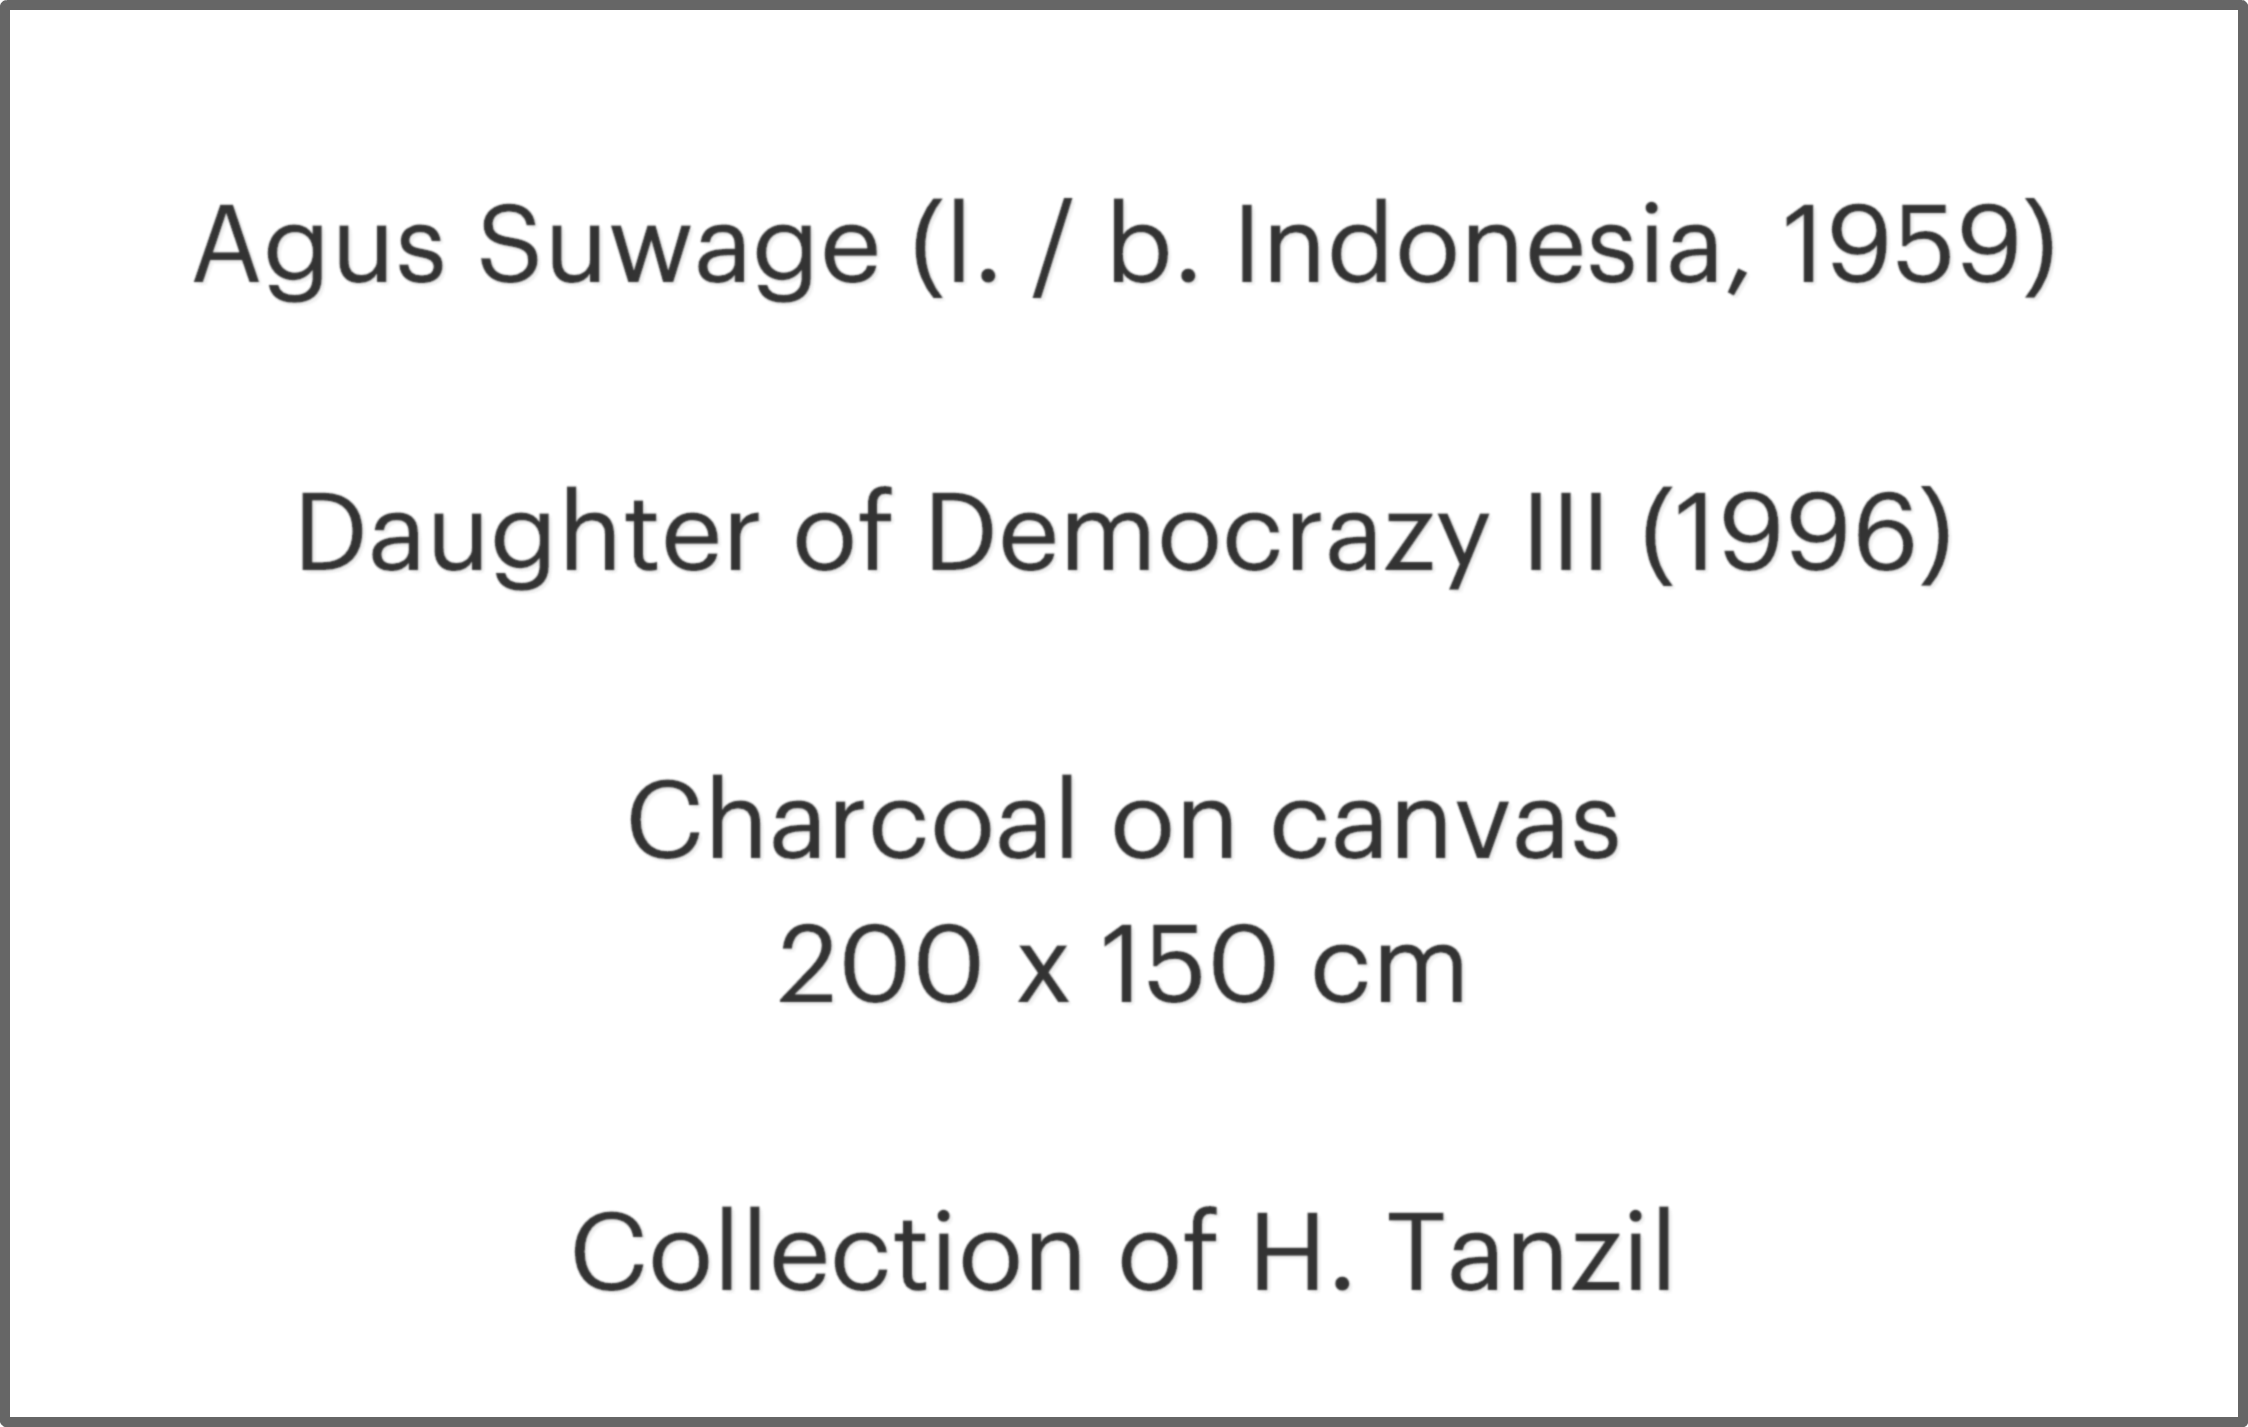 Agus Suwage (l. / b. Indonesia, 1959)
Daughter of Democrazy III (1996)
Charcoal on canvas
200 x 150 cm
Collection of H. Tanzil